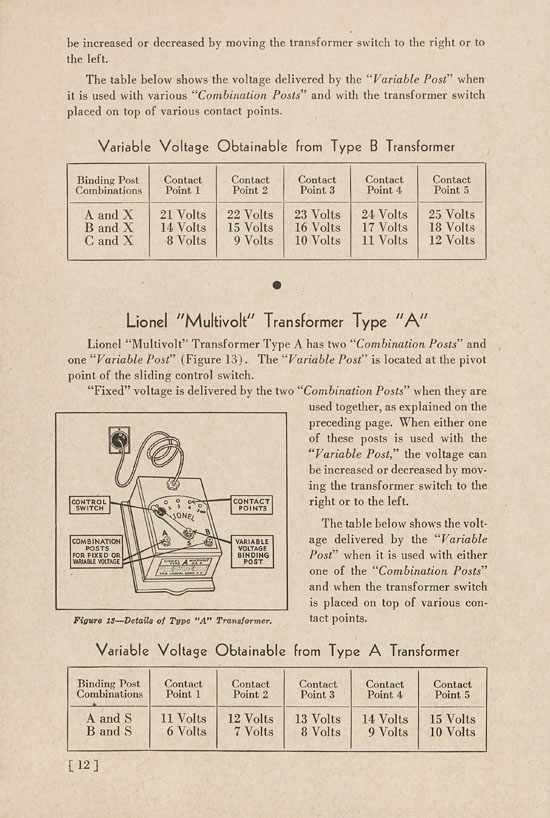 be increased or decreased by moving the transformer switch to the right or to
the left.
The table below shows the voltage delivered by the "Variable Post" when
it is used with various "Combination Posts" and with the transformer switch
placed on top of various contact points.
Variable Voltage Obtainable from Type B Transformer
Binding Post Combinations Contact Point 1 Contact Point 2 Contact Point 3 Contact Point 4 Contact Point 5
A and X 21 Volts 22 Volts 23 Volts 24 Volts 25 Volts
B and X 14 Volts 15 Volts 16 Volts 17 Volts 18 Volts
C and X 8 Volts 9 Volts 10 Volts 11 Volts 12 Volts
Lionel "Multivolt" Transformer Type "A"
Lionel "Multivolt" Transformer Type A has two "Combination Posts" and
one "Variable Post" (Figure 13). The "Variable Post" is located at the pivot
point of the sliding control switch.
"Fixed" voltage is delivered by the two "Combination Posts" when they are
used together, as explained on the
preceding page. When either one
of these posts is used with the
"Variable Post," the voltage can
be increased or decreased by mov-
ing the transformer switch to the
right or to the left.
The table below shows the volt-
age delivered by the "Variable
Post" when it is used with either
one of the "Combination Posts"
and when the transformer switch
is placed on top of various con-
tact points.
CONTROL
SWITCH
CONTACT
POINTS
COMBINATION
POSTS
FOR FIXED OR
VARIABLE VOLTAGE
VARIABLE
VOLTAGE
BINDING
POST
LIONEL
A
S
B
Figure 13—Details of Type "A" Transformer.
Variable Voltage Obtainable from Type A Transformer
Binding Post Combinations Contact Point 1 Contact Point 2 Contact Point 3 Contact Point 4 Contact Point 5
A and S 11 Volts 12 Volts 13 Volts 14 Volts 15 Volts
B and S 6 Volts 7 Volts 8 Volts 9 Volts 10 Volts
[ 12 ]